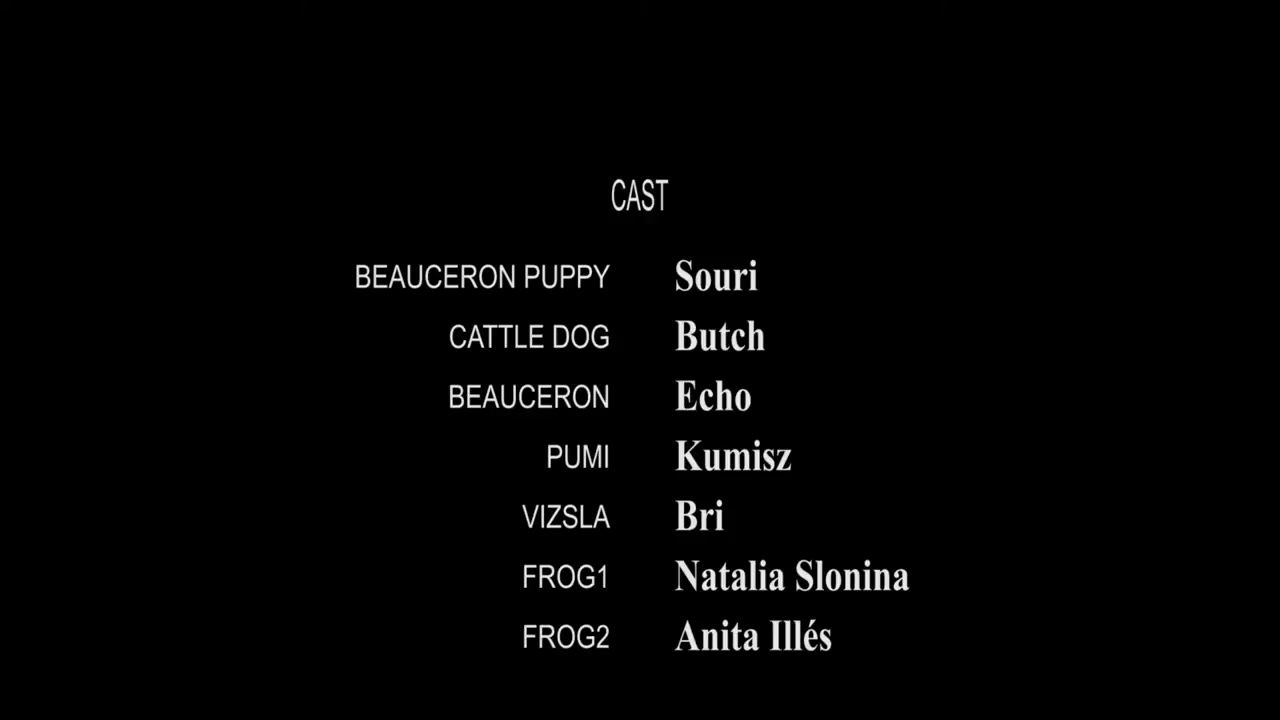 CAST
BEAUCERON PUPPY Souri
CATTLE DOG Butch
BEAUCERON Echo
PUMI Kumisz
VIZSLA Bri
FROG1 Natalia Slonina
FROG2 Anita Illés